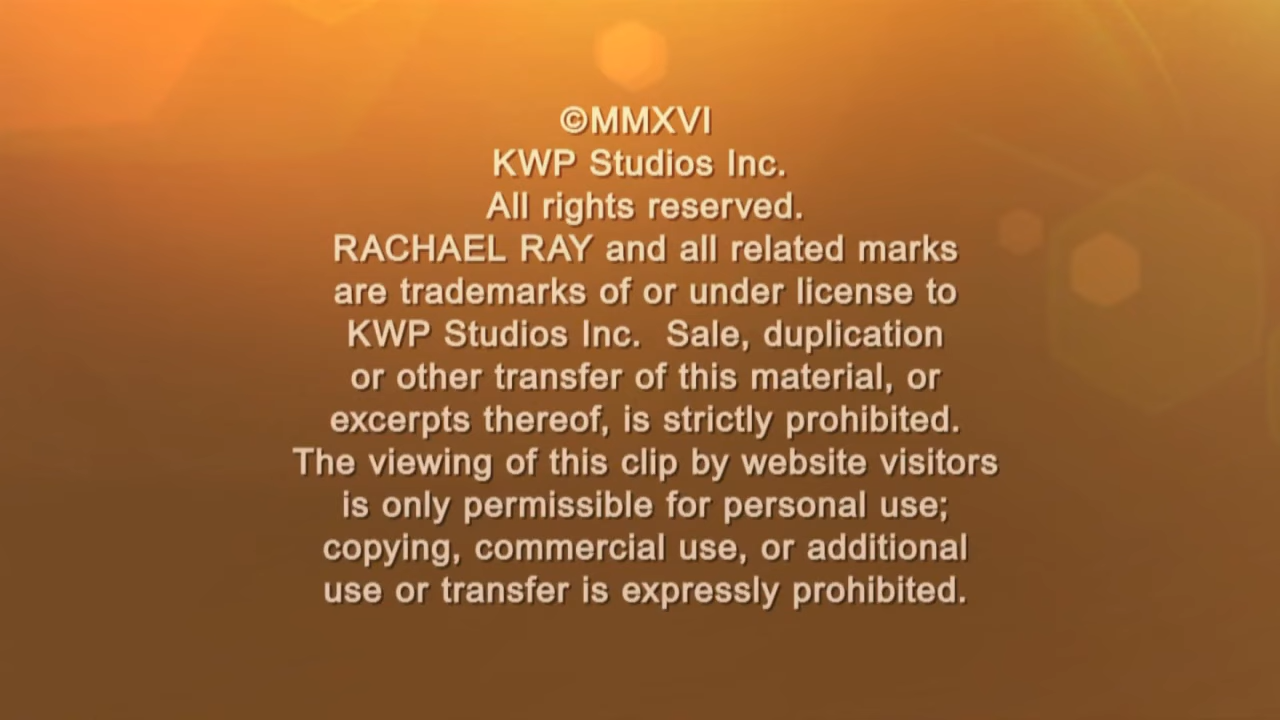 ©MMXVI
KWP Studios Inc.
All rights reserved.
RACHAEL RAY and all related marks
are trademarks of or under license to
KWP Studios Inc.  Sale, duplication
or other transfer of this material, or
excerpts thereof, is strictly prohibited.
The viewing of this clip by website visitors
is only permissible for personal use;
copying, commercial use, or additional
use or transfer is expressly prohibited.